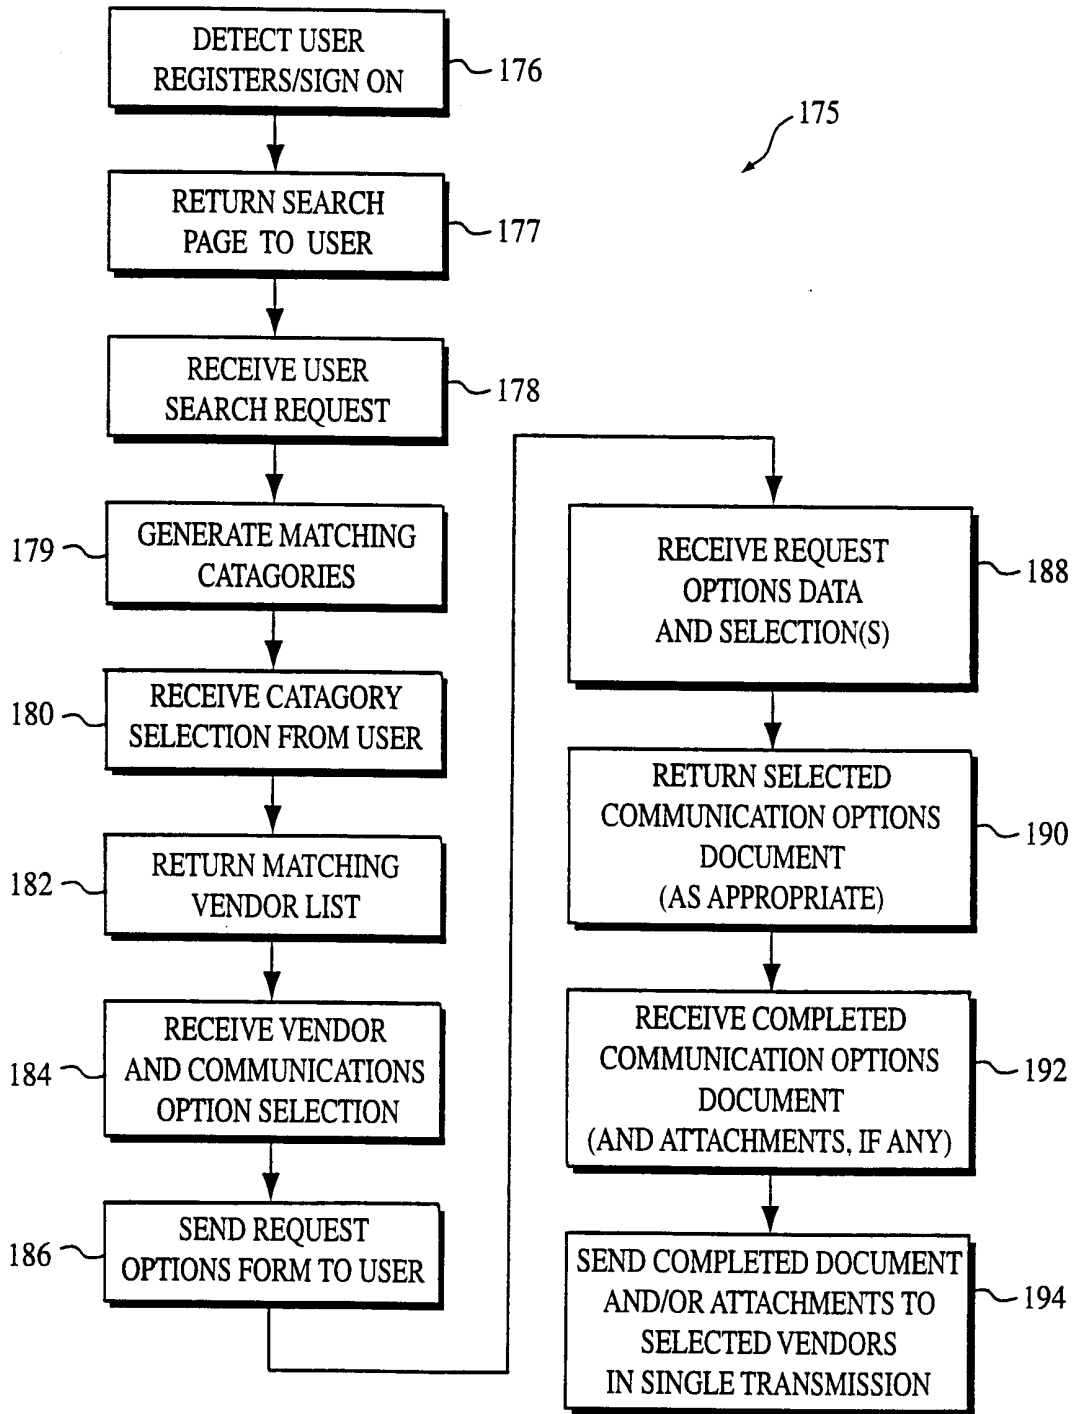 DETECT USER
REGISTERS/SIGN ON
176
175
RETURN SEARCH
PAGE TO USER
177
RECEIVE USER
SEARCH REQUEST
178
GENERATE MATCHING
CATAGORIES
179
RECEIVE CATAGORY
SELECTION FROM USER
180
RETURN MATCHING
VENDOR LIST
182
RECEIVE VENDOR
AND COMMUNICATIONS
OPTION SELECTION
184
SEND REQUEST
OPTIONS FORM TO USER
186
RECEIVE REQUEST
OPTIONS DATA
AND SELECTION(S)
188
RETURN SELECTED
COMMUNICATION OPTIONS
DOCUMENT
(AS APPROPRIATE)
190
RECEIVE COMPLETED
COMMUNICATION OPTIONS
DOCUMENT
(AND ATTACHMENTS, IF ANY)
192
SEND COMPLETED DOCUMENT
AND/OR ATTACHMENTS TO
SELECTED VENDORS
IN SINGLE TRANSMISSION
194